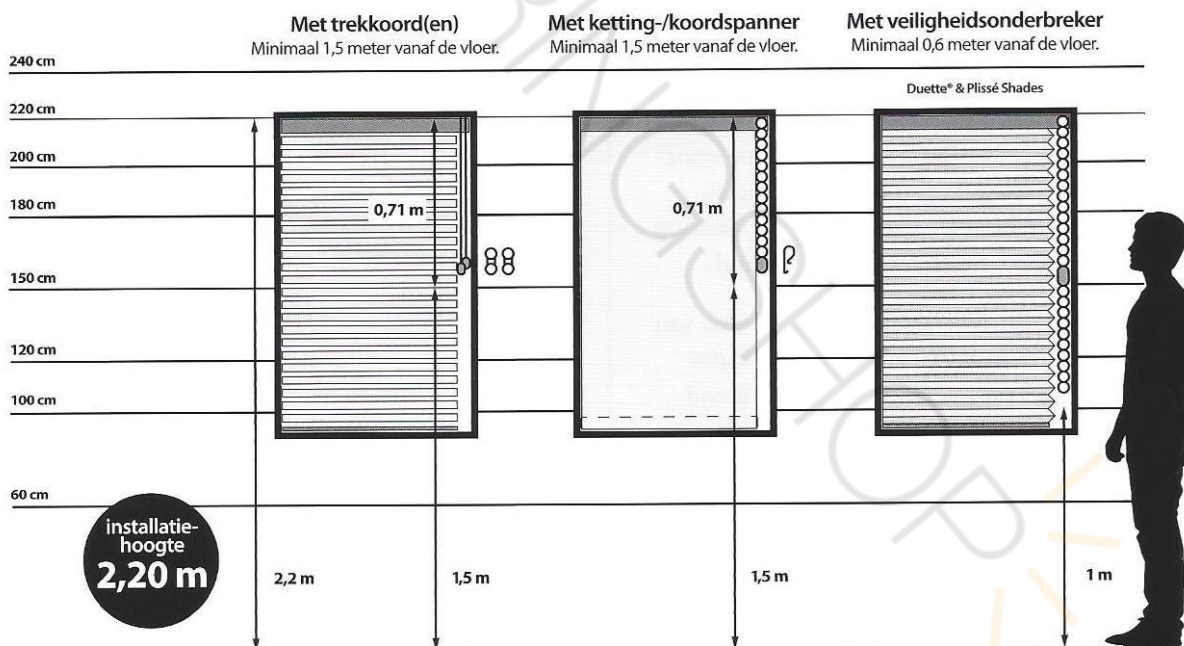 Met trekkoord(en)
Minimaal 1,5 meter vanaf de vloer.
Met ketting-/koordspanner
Minimaal 1,5 meter vanaf de vloer.
Met veiligheidsonderbreker
Minimaal 0,6 meter vanaf de vloer.
Duette® & Plissé Shades
240 cm
220 cm
200 cm
180 cm
150 cm
120 cm
100 cm
60 cm
0,71 m
0,71 m
installatie-
hoogte
2,20 m
2,2 m
1,5 m
1,5 m
1 m